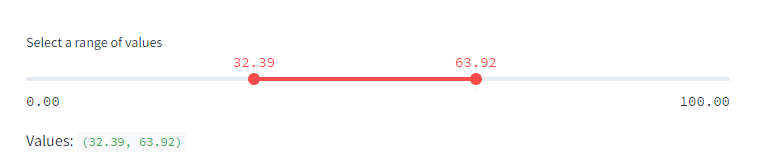 Select a range of values
32.39 63.92
0.00 100.00
Values: (32.39, 63.92)